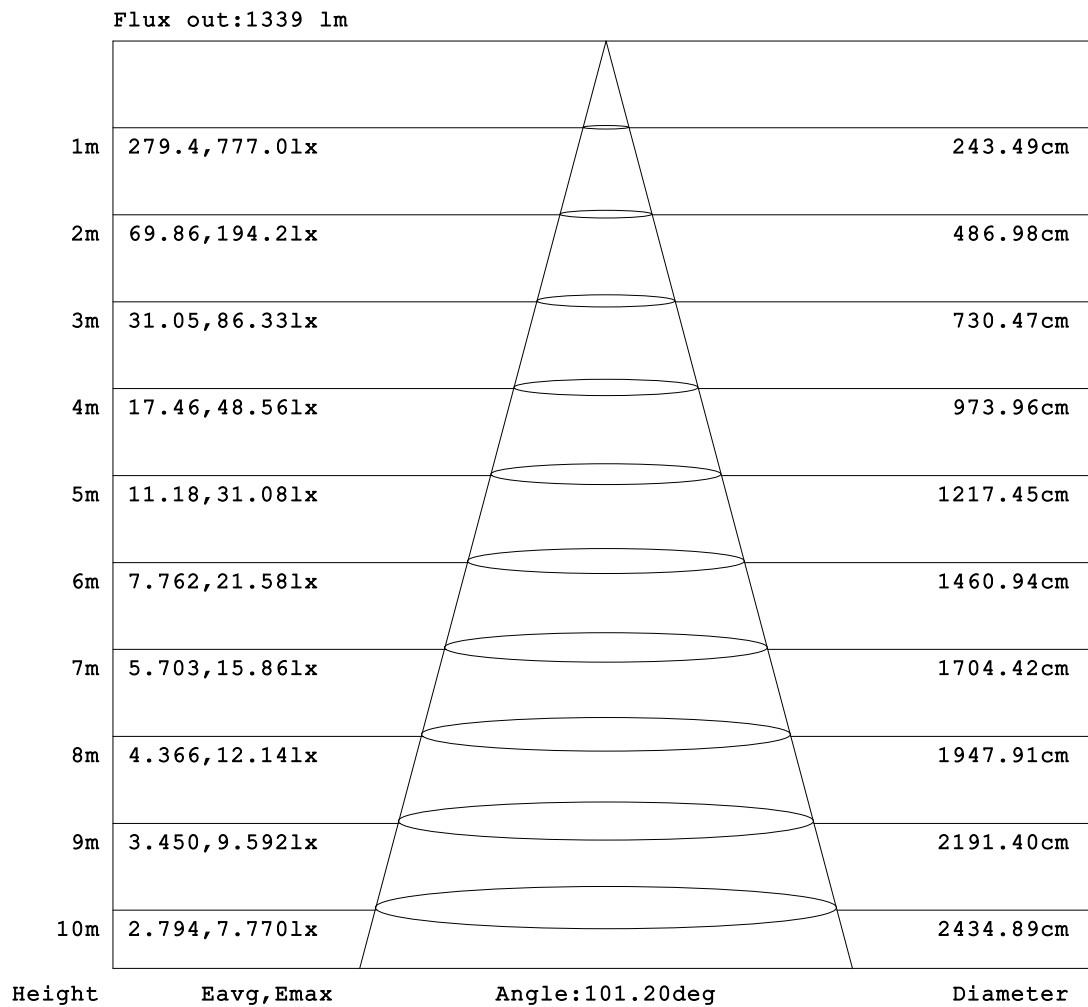 Flux out:1339 lm
1m 279.4,777.0lx 243.49cm
2m 69.86,194.2lx 486.98cm
3m 31.05,86.33lx 730.47cm
4m 17.46,48.56lx 973.96cm
5m 11.18,31.08lx 1217.45cm
6m 7.762,21.58lx 1460.94cm
7m 5.703,15.86lx 1704.42cm
8m 4.366,12.14lx 1947.91cm
9m 3.450,9.592lx 2191.40cm
10m 2.794,7.770lx 2434.89cm
Height Eavg,Emax Angle:101.20deg Diameter